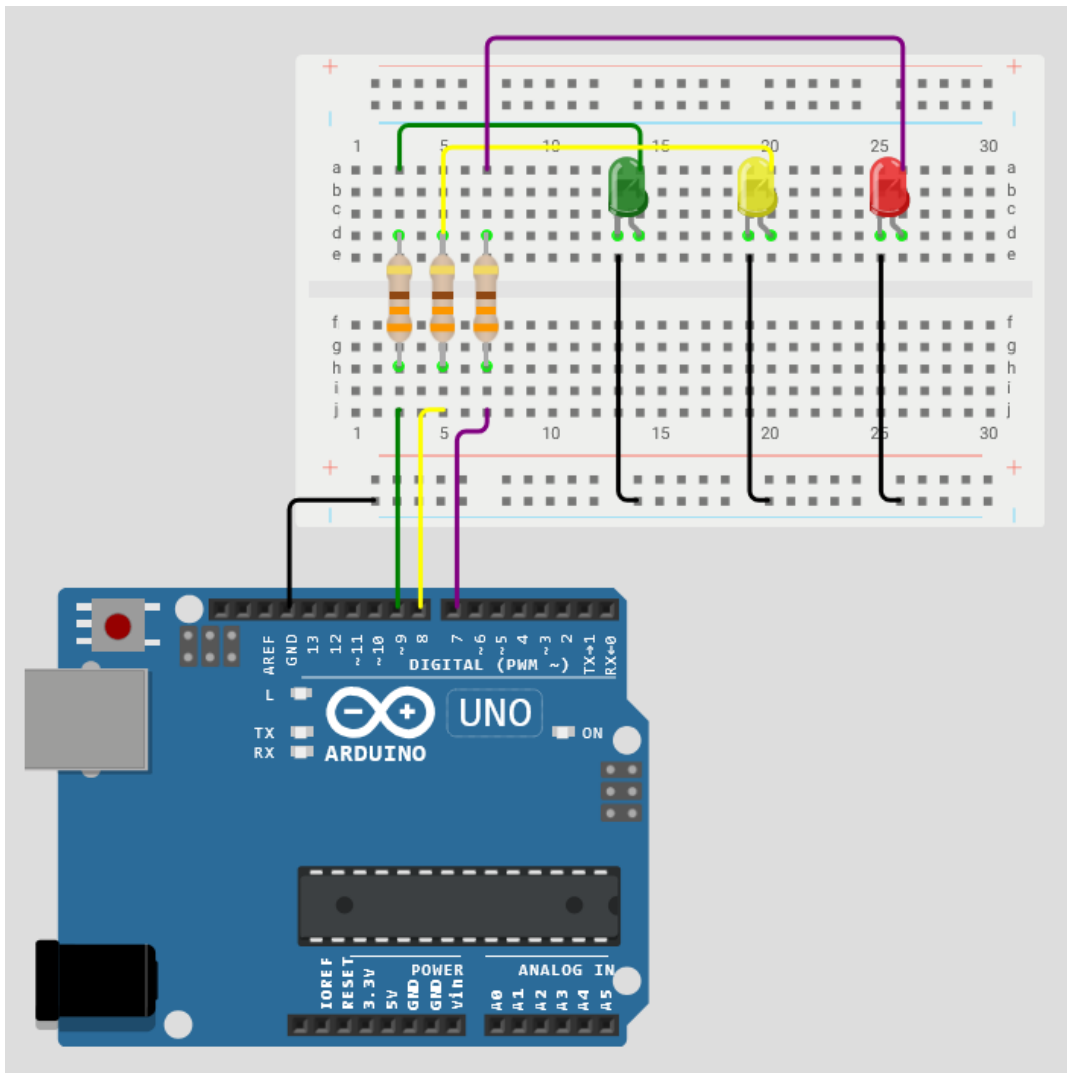 + +
1 5 10 15 20 25 30
a a
b b
c c
d d
e e
f f
g g
h h
i i
j j
1 5 10 15 20 25 30
+ +
AREF GND 13 12 ~11 ~10 ~9 8 7 ~6 ~5 4 ~3 2 TX→1 RX←0
DIGITAL (PWM ~)
L
TX
RX
UNO
ARDUINO
ON
POWER
ANALOG IN
IOREF RESET 3.3V 5V GND GND Vin A0 A1 A2 A3 A4 A5